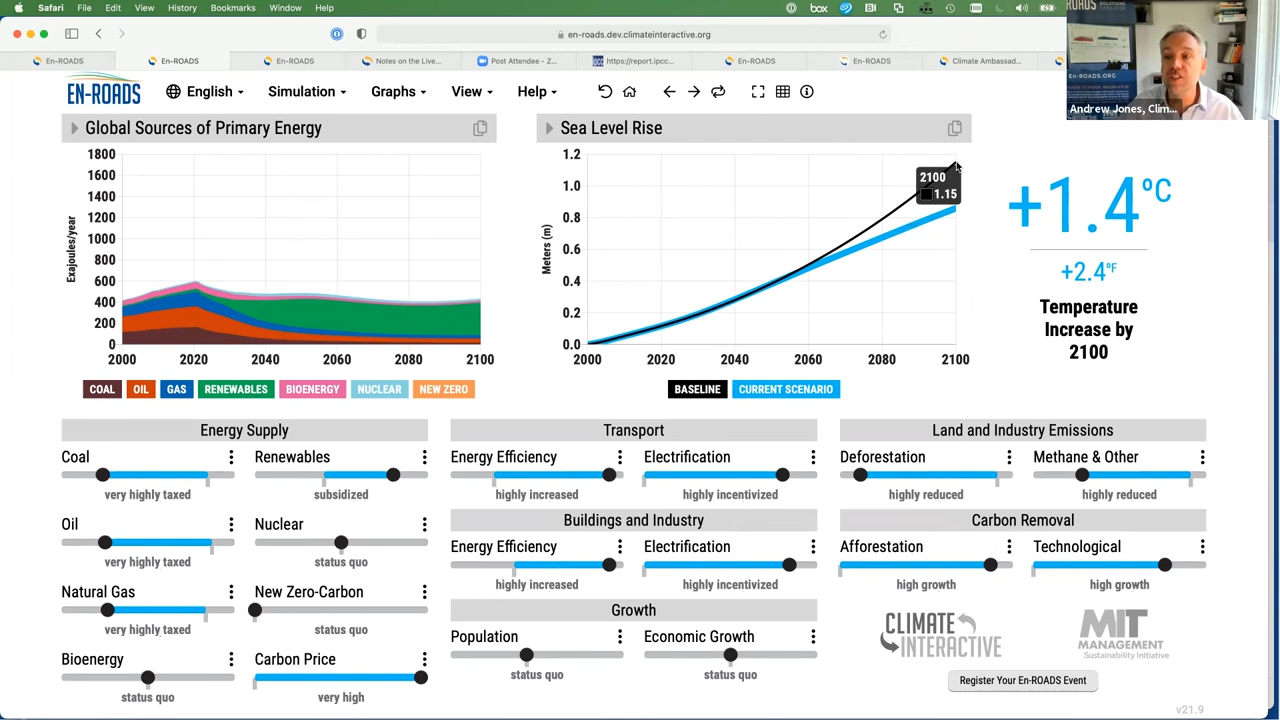 Safari File Edit View History Bookmarks Window Help
box
en-roads.dev.climateinteractive.org
En-ROADS
En-ROADS
En-ROADS
Notes on the Live...
Post Attendee - Z...
https://report.ipcc...
En-ROADS
En-ROADS
Climate Ambassad...
EN-ROADS.ORG
Andrew Jones, Clim...
EN-ROADS
English
Simulation
Graphs
View
Help
Global Sources of Primary Energy
Exajoules/year
1800
1600
1400
1200
1000
800
600
400
200
0
2000 2020 2040 2060 2080 2100
COAL OIL GAS RENEWABLES BIOENERGY NUCLEAR NEW ZERO
Sea Level Rise
Meters (m)
1.2
1.0
0.8
0.6
0.4
0.2
0.0
2100
1.15
2000 2020 2040 2060 2080 2100
BASELINE CURRENT SCENARIO
+1.4ºC
+2.4ºF
Temperature
Increase by
2100
Energy Supply
Coal
very highly taxed
Renewables
subsidized
Oil
very highly taxed
Nuclear
status quo
Natural Gas
very highly taxed
New Zero-Carbon
status quo
Bioenergy
status quo
Carbon Price
very high
Transport
Energy Efficiency
highly increased
Electrification
highly incentivized
Buildings and Industry
Energy Efficiency
highly increased
Electrification
highly incentivized
Growth
Population
status quo
Economic Growth
status quo
Land and Industry Emissions
Deforestation
highly reduced
Methane & Other
highly reduced
Carbon Removal
Afforestation
high growth
Technological
high growth
CLIMATE
INTERACTIVE
MIT
MANAGEMENT
Sustainability Initiative
Register Your En-ROADS Event
v21.9